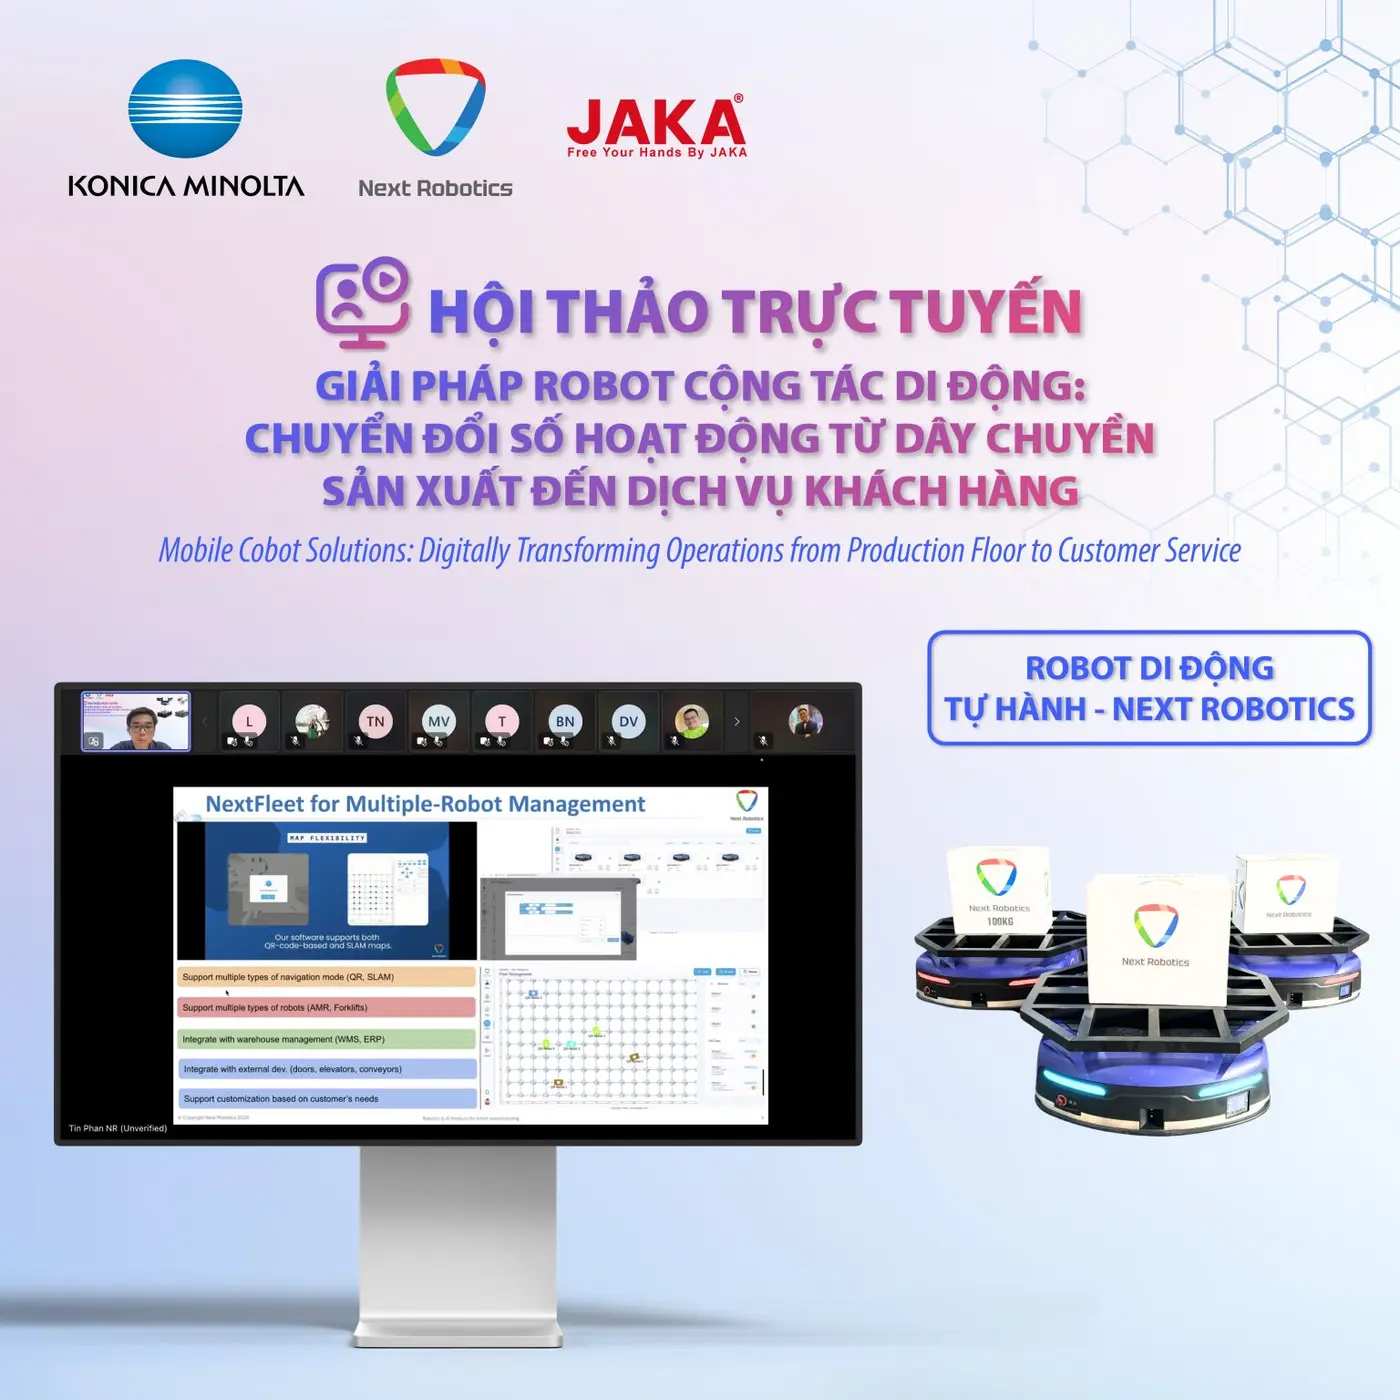 KONICA MINOLTA
Next Robotics
JAKA®
Free Your Hands By JAKA
HỘI THẢO TRỰC TUYẾN
GIẢI PHÁP ROBOT CỘNG TÁC DI ĐỘNG:
CHUYỂN ĐỔI SỐ HOẠT ĐỘNG TỪ DÂY CHUYỀN
SẢN XUẤT ĐẾN DỊCH VỤ KHÁCH HÀNG
Mobile Cobot Solutions: Digitally Transforming Operations from Production Floor to Customer Service
ROBOT DI ĐỘNG
TỰ HÀNH - NEXT ROBOTICS
L
TN
MV
T
BN
DV
NextFleet for Multiple-Robot Management
Next Robotics
MAP FLEXIBILITY
Our software supports both
QR-code-based and SLAM maps.
Support multiple types of navigation mode (QR, SLAM)
Support multiple types of robots (AMR, Forklifts)
Integrate with warehouse management (WMS, ERP)
Integrate with external dev. (doors, elevators, conveyors)
Support customization based on customer's needs
Tin Phan NR (Unverified)
Next Robotics
100KG
Next Robotics
Next Robotics